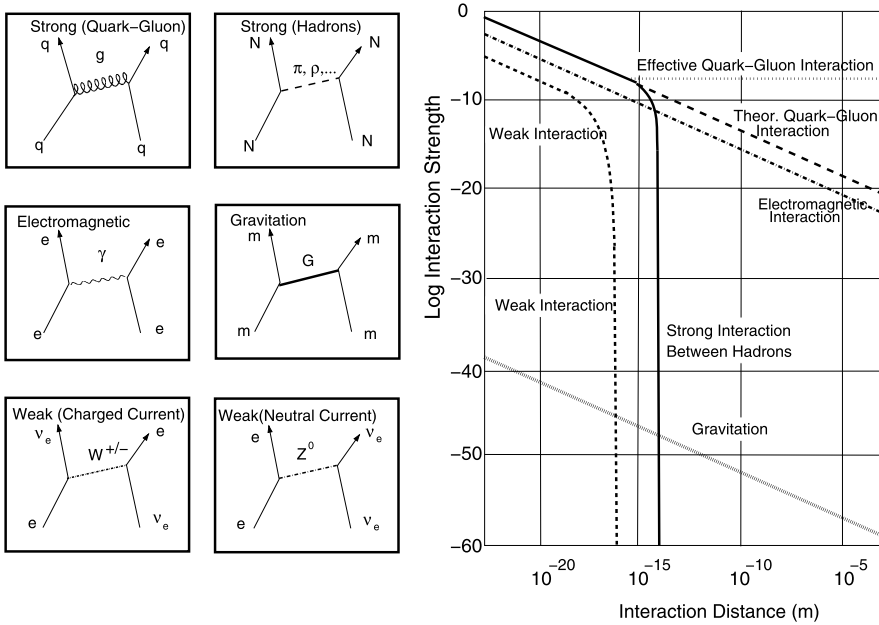 Strong (Quark−Gluon)
q
g
q
q
q
Strong (Hadrons)
N
N
π, ρ,...
N
N
Electromagnetic
e
e
γ
e
e
Gravitation
m
m
G
m
m
Weak (Charged Current)
νe
e
W+/−
e
νe
Weak(Neutral Current)
e
νe
Z0
e
νe
Log Interaction Strength
0
−10
−20
−30
−40
−50
−60
Effective Quark−Gluon Interaction
Theor. Quark−Gluon
Interaction
Weak Interaction
Electromagnetic
Interaction
Weak Interaction
Strong Interaction
Between Hadrons
Gravitation
10−20
10−15
10−10
10−5
Interaction Distance (m)